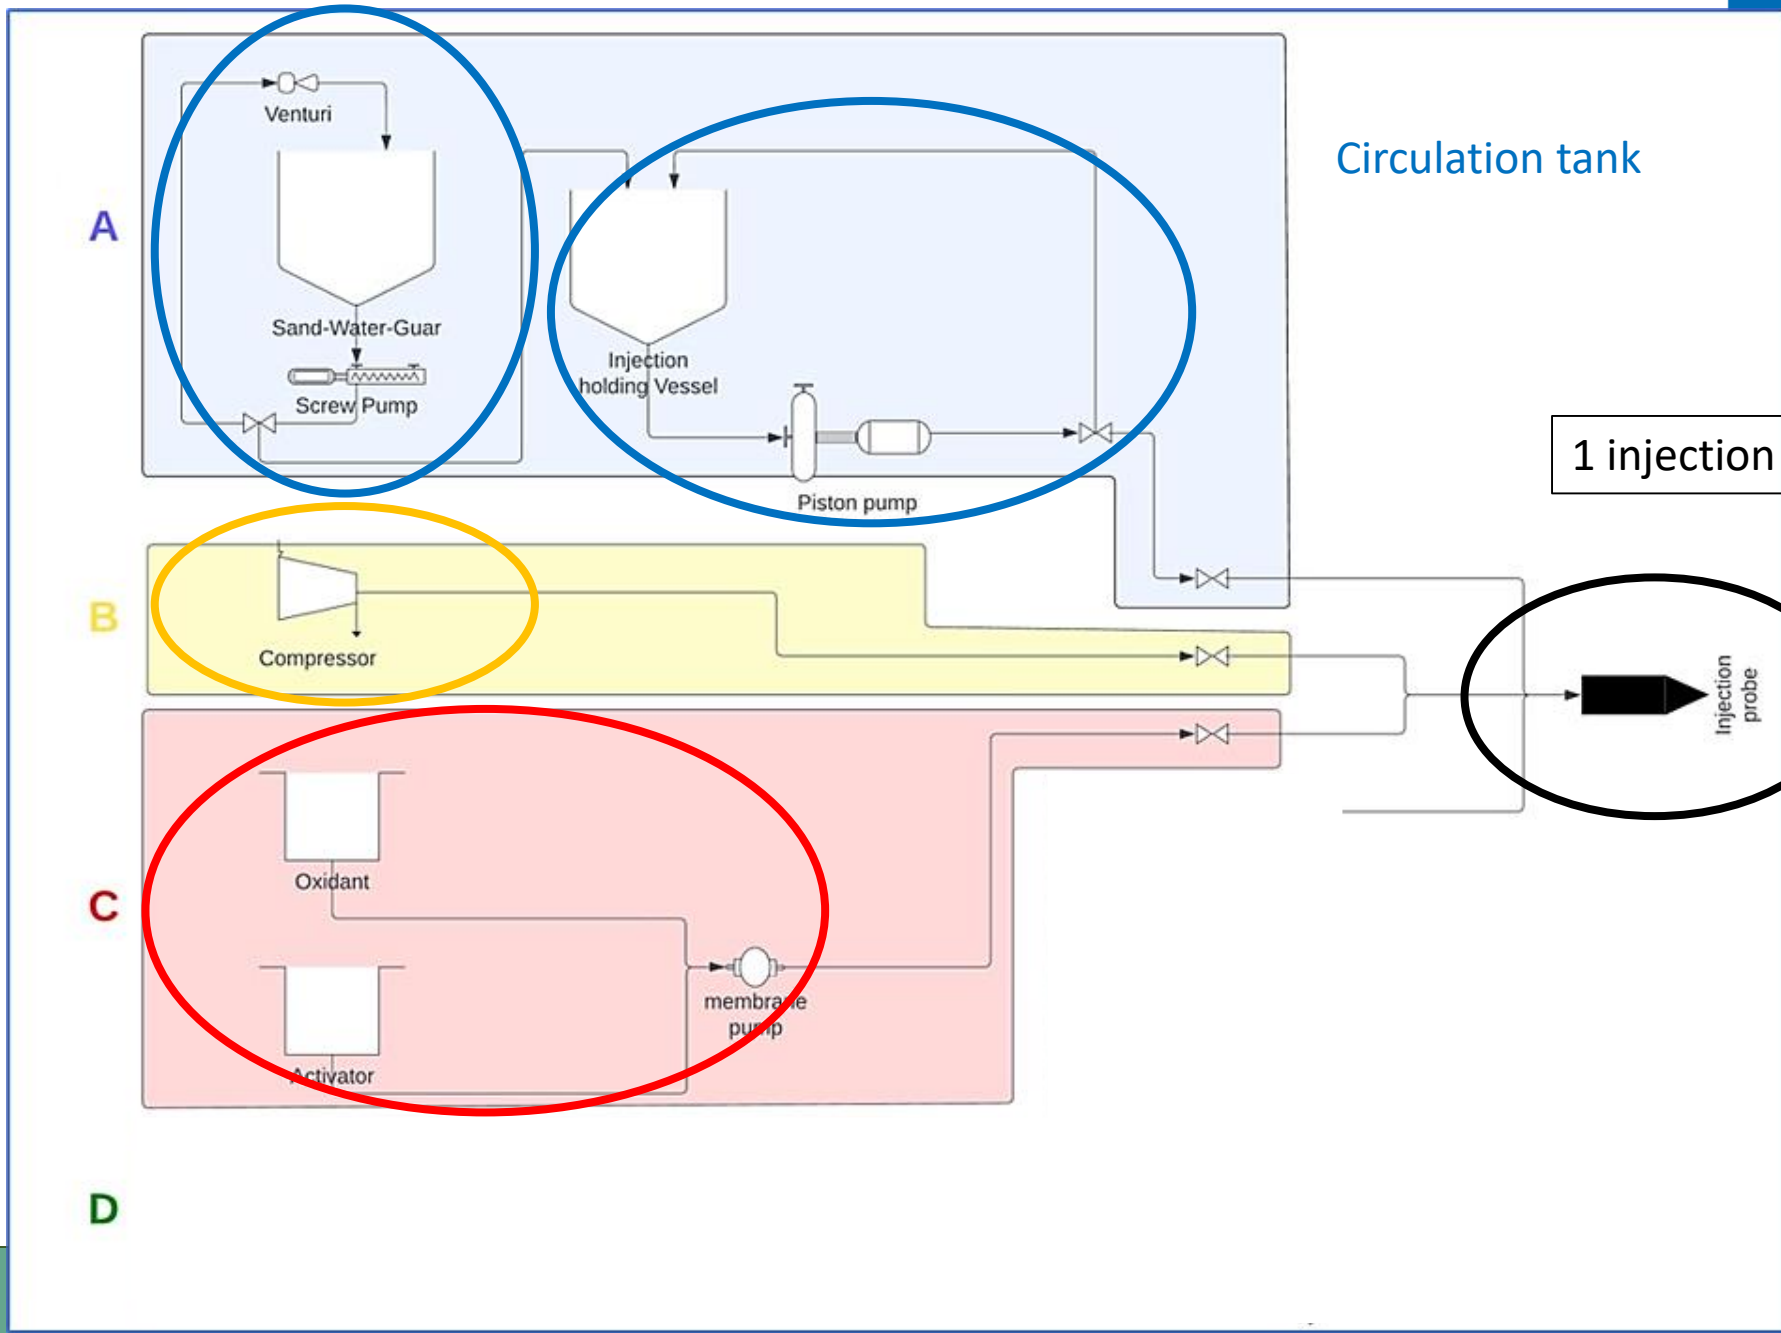 A
Venturi
Sand-Water-Guar
Screw Pump
Injection
holding Vessel
Piston pump
Circulation tank
1 injection
B
Compressor
Injection
probe
C
Oxidant
Activator
membrane
pump
D